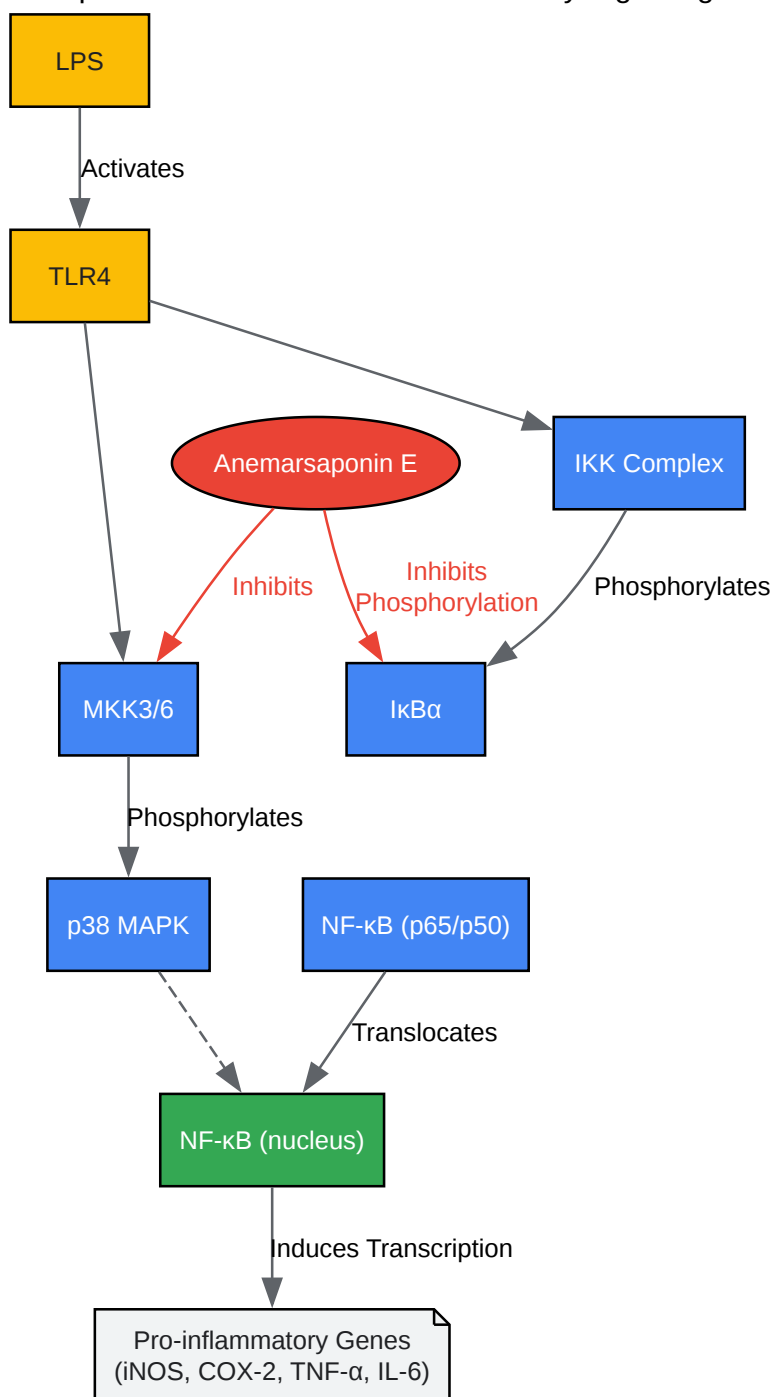 LPS
Activates
TLR4
Anemarsaponin E
IKK Complex
Inhibits
Inhibits
Phosphorylation
Phosphorylates
MKK3/6
IκBα
Phosphorylates
p38 MAPK
NF-κB (p65/p50)
Translocates
NF-κB (nucleus)
Induces Transcription
Pro-inflammatory Genes
(iNOS, COX-2, TNF-α, IL-6)